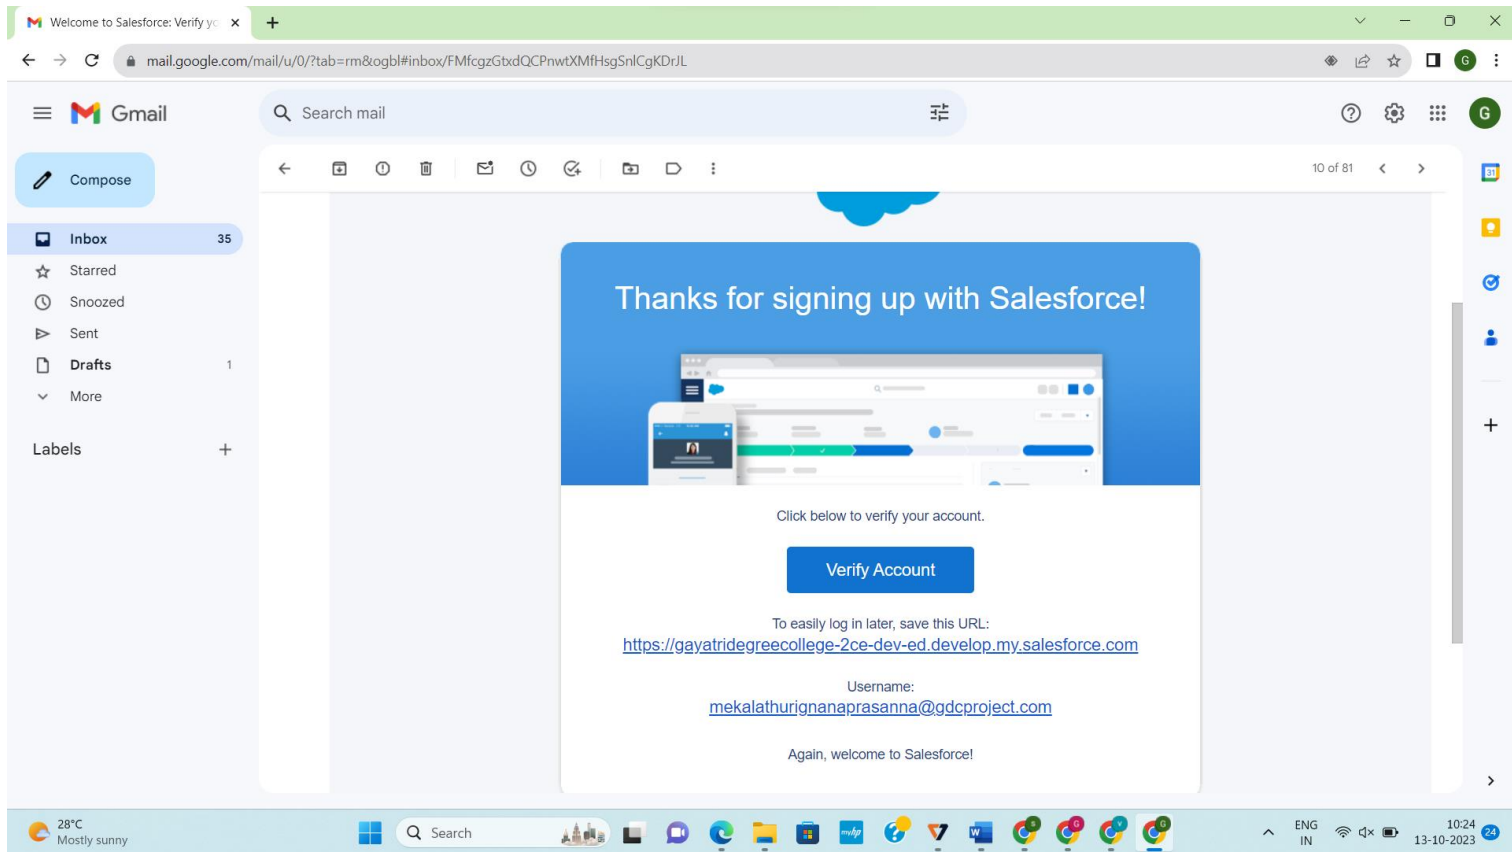 Welcome to Salesforce: Verify yo
mail.google.com/mail/u/0/?tab=rm&ogbl#inbox/FMfcgzGtxdQCPnwtXMfHsgSnlCgKDrJL
G
Gmail
Search mail
G
Compose
10 of 81
31
Inbox 35
Starred
Snoozed
Sent
Drafts 1
More
Labels
Thanks for signing up with Salesforce!
Click below to verify your account.
Verify Account
To easily log in later, save this URL:
https://gayatridegreecollege-2ce-dev-ed.develop.my.salesforce.com
Username:
mekalathurignanaprasanna@gdcproject.com
Again, welcome to Salesforce!
28°C
Mostly sunny
Search
myhp
ENG
IN
10:24
13-10-2023
24